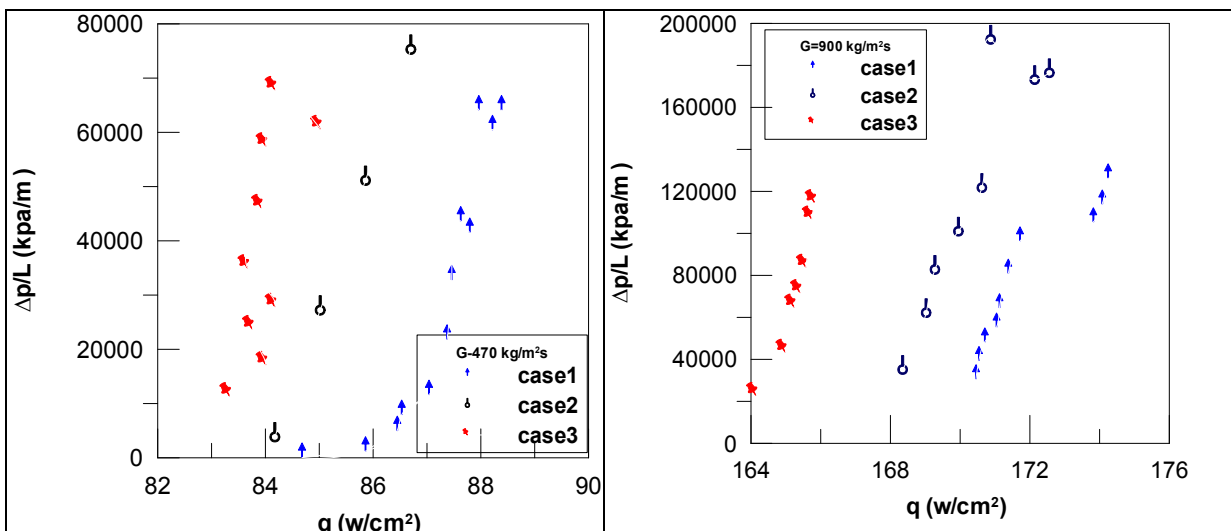 80000
60000
40000
20000
0
Δp/L (kpa/m)
82
84
86
88
90
q (w/cm²)
G-470 kg/m²s
case1
case2
case3
200000
160000
120000
80000
40000
0
Δp/L (kpa/m)
164
168
172
176
q (w/cm²)
G=900 kg/m²s
case1
case2
case3